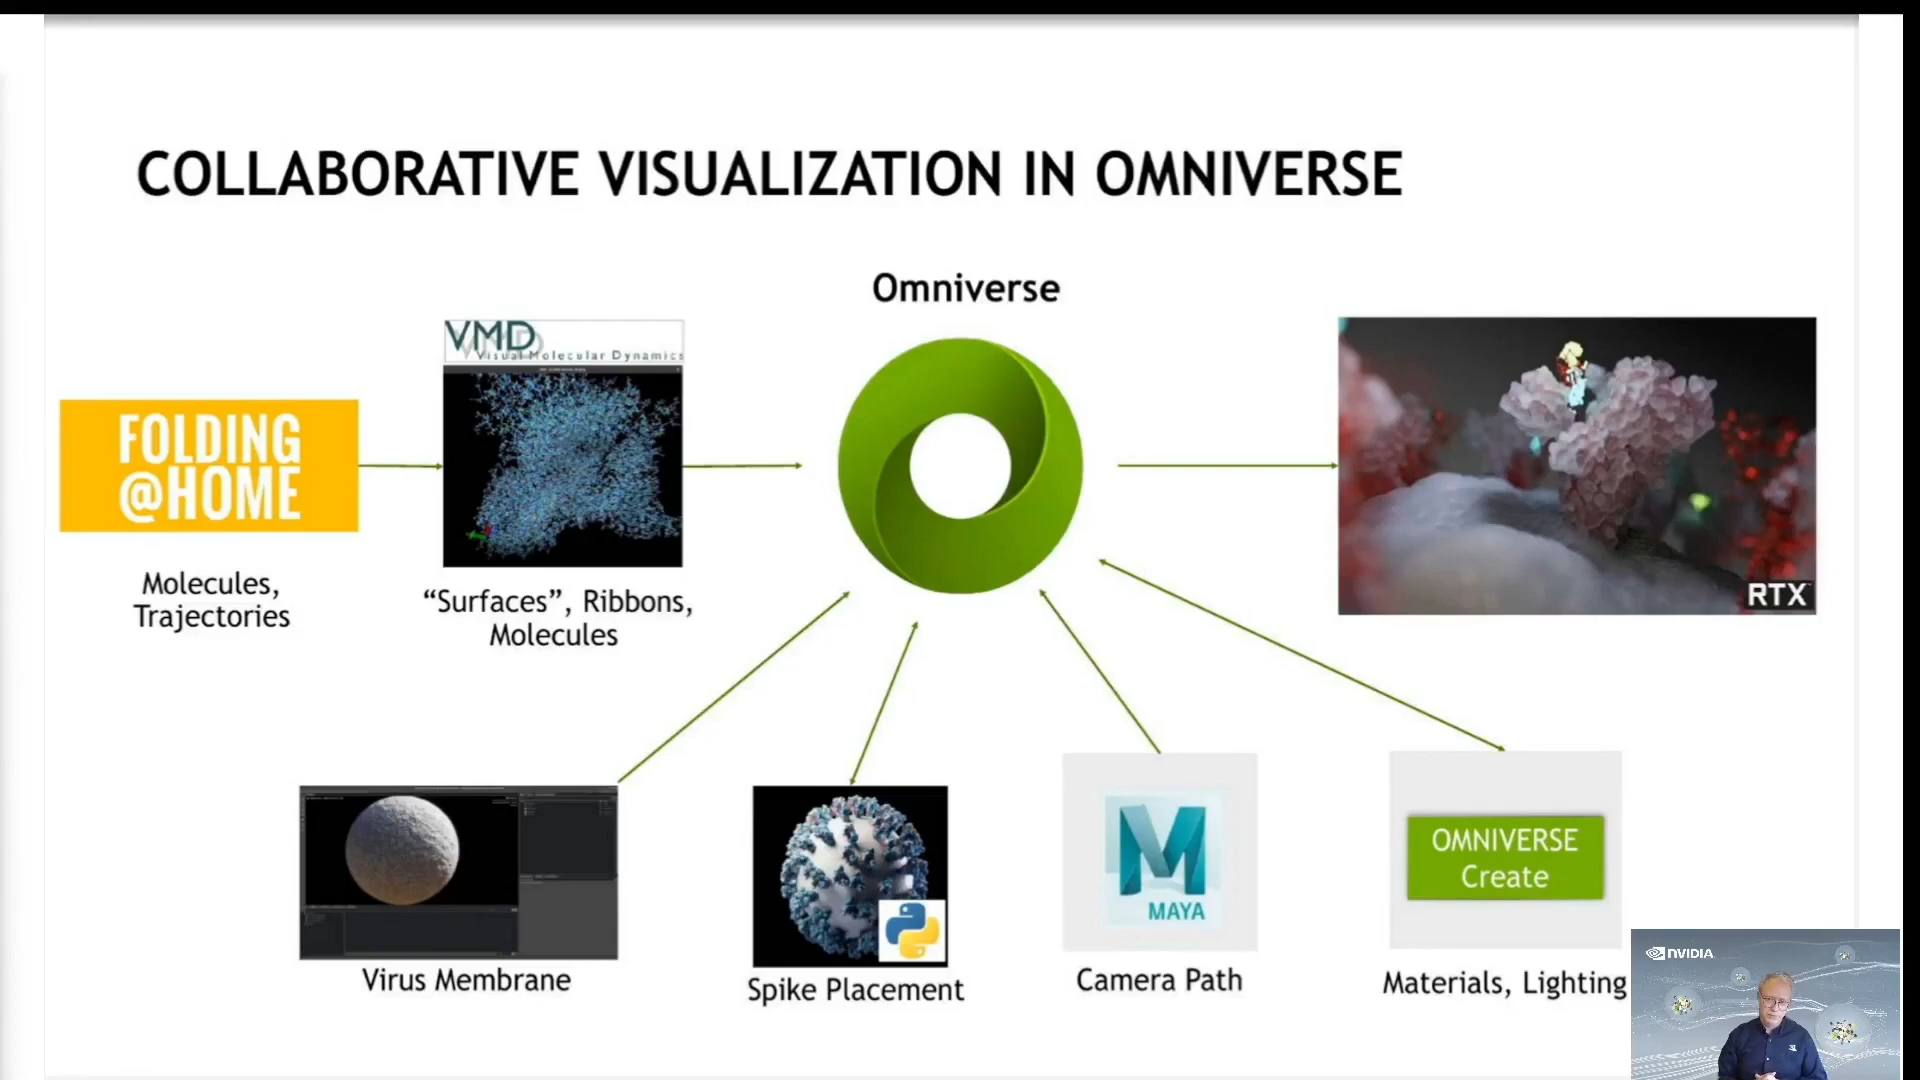 COLLABORATIVE VISUALIZATION IN OMNIVERSE
Omniverse
VMD
Visual Molecular Dynamics
FOLDING
@HOME
Molecules,
Trajectories
“Surfaces”, Ribbons,
Molecules
RTX
Virus Membrane
Spike Placement
MAYA
Camera Path
OMNIVERSE
Create
Materials, Lighting
NVIDIA